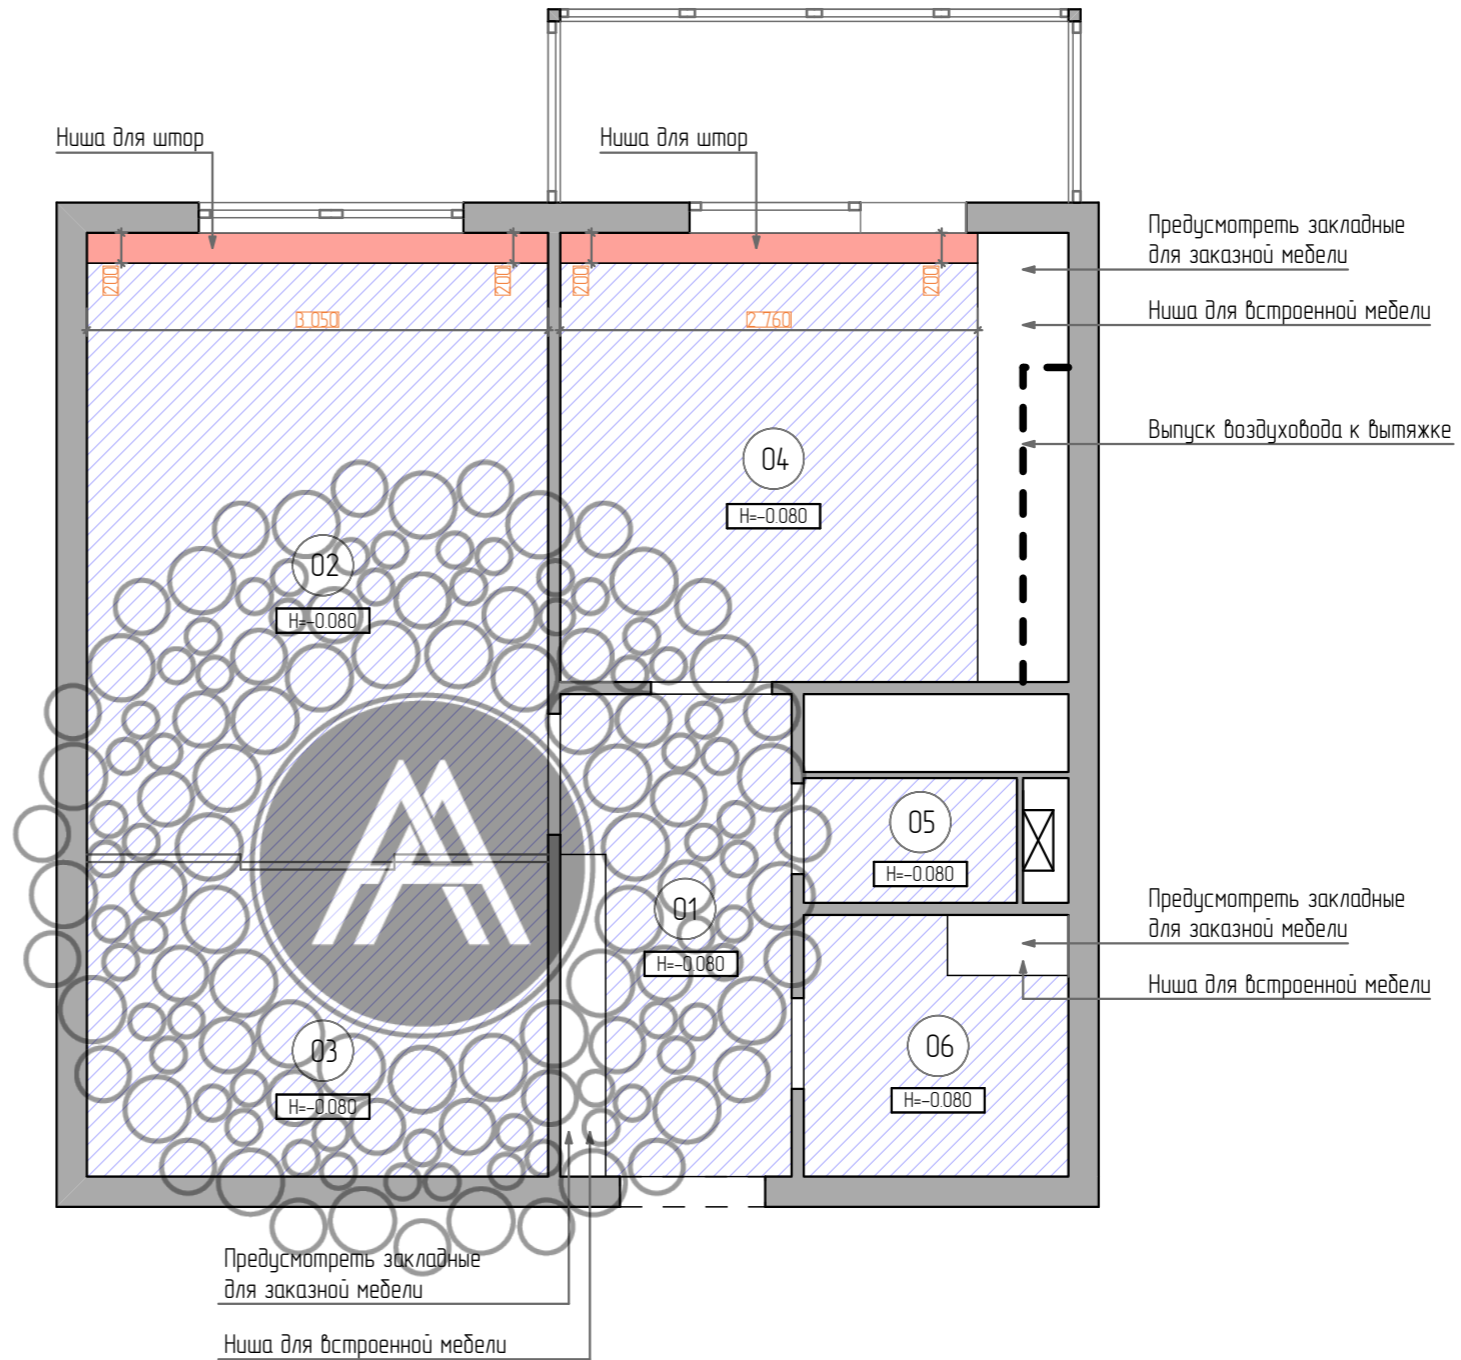 Ниша для штор
Ниша для штор
Предусмотреть закладные
для заказной мебели
200
200
200
200
3.050
2.760
Ниша для встроенной мебели
Выпуск воздуховода к вытяжке
04
H=-0.080
02
H=-0.080
05
H=-0.080
01
H=-0.080
Предусмотреть закладные
для заказной мебели
Ниша для встроенной мебели
03
H=-0.080
06
H=-0.080
Предусмотреть закладные
для заказной мебели
Ниша для встроенной мебели